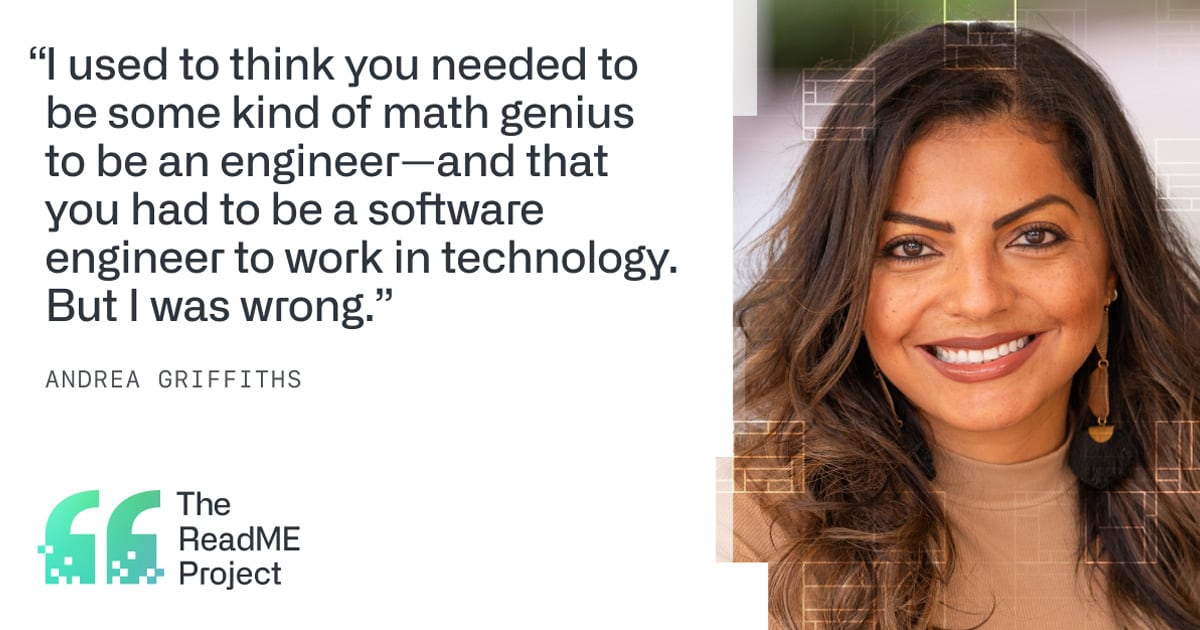 “I used to think you needed to
be some kind of math genius
to be an engineer—and that
you had to be a software
engineer to work in technology.
But I was wrong.”
ANDREA GRIFFITHS
The
ReadME
Project